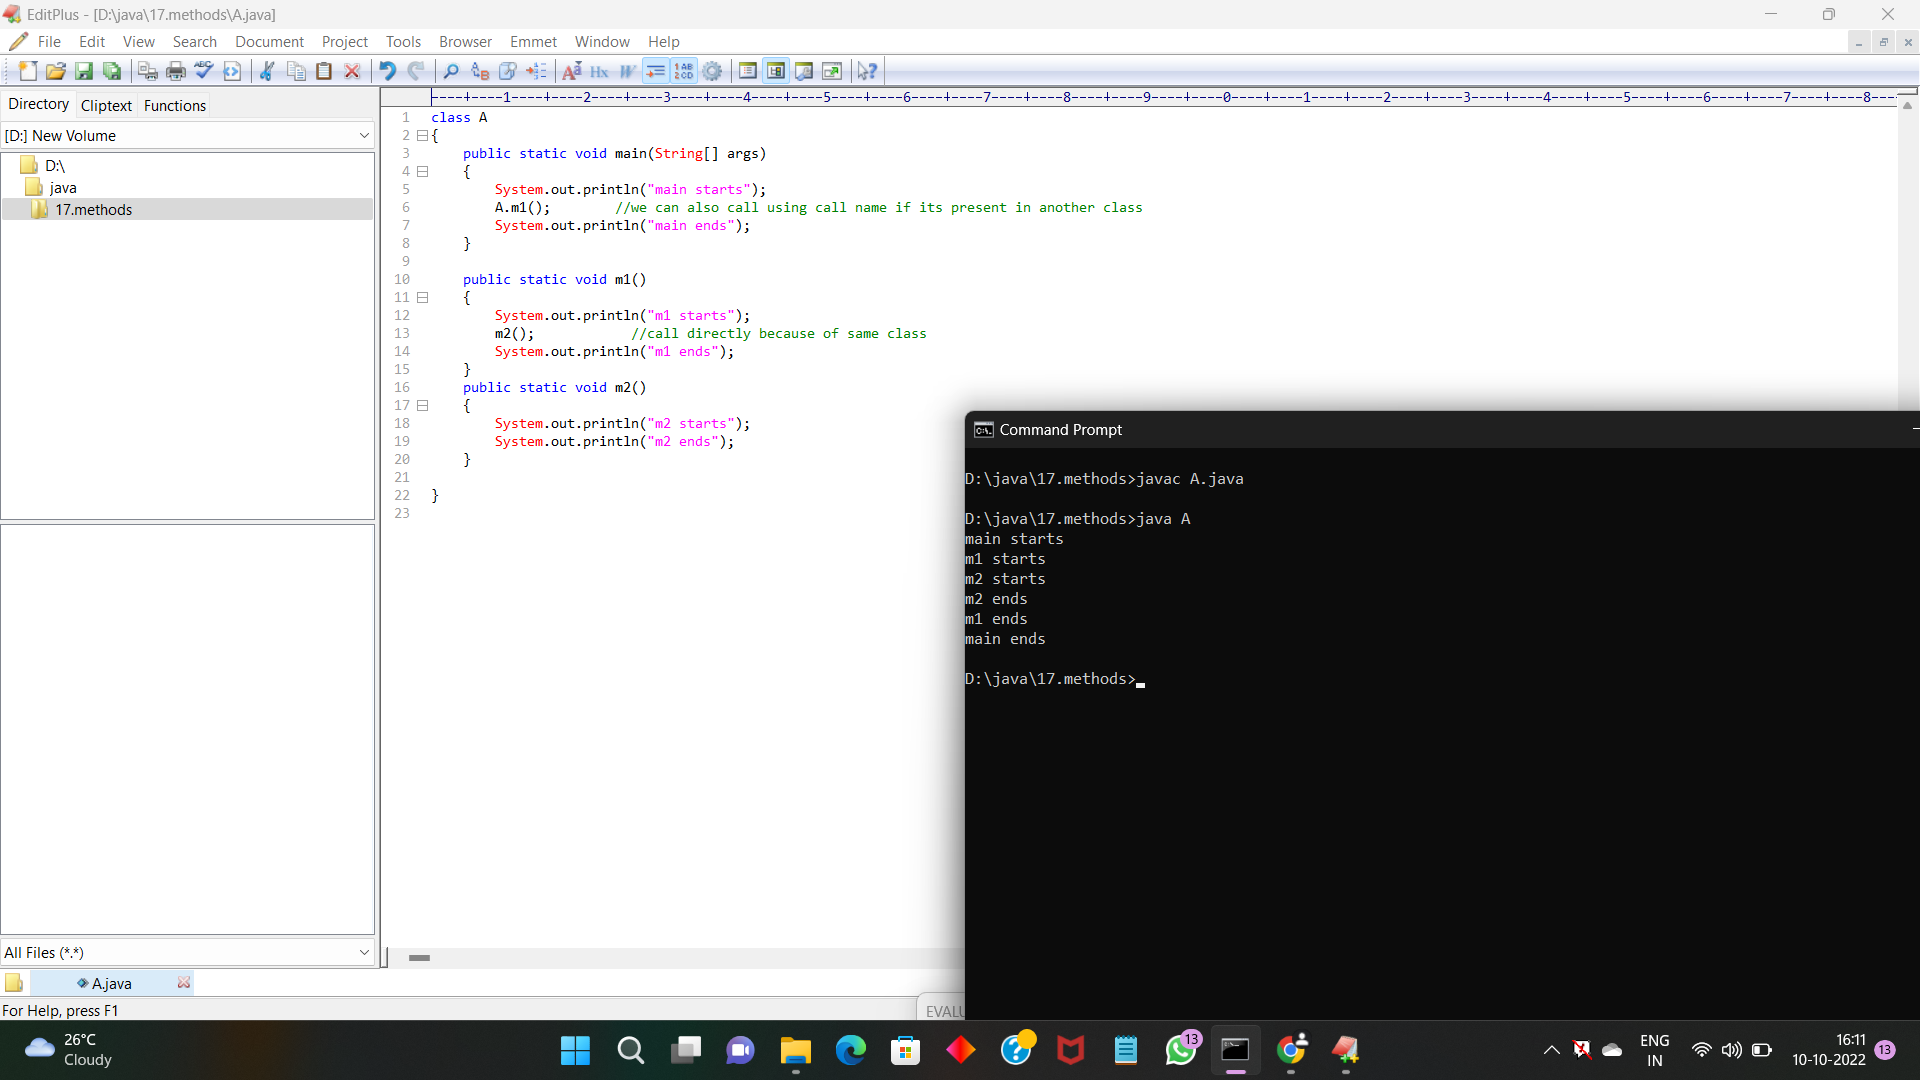 EditPlus - [D:\java\17.methods\A.java]
File Edit View Search Document Project Tools Browser Emmet Window Help
Directory Cliptext Functions
[D:] New Volume
D:\
java
17.methods
----+----1----+----2----+----3----+----4----+----5----+----6----+----7----+----8----+----9----+----0----+----1----+----2----+----3----+----4----+----5----+----6----+----7----+----8---
1 class A
2 {
3 public static void main(String[] args)
4 {
5 System.out.println("main starts");
6 A.m1(); //we can also call using call name if its present in another class
7 System.out.println("main ends");
8 }
9
10 public static void m1()
11 {
12 System.out.println("m1 starts");
13 m2(); //call directly because of same class
14 System.out.println("m1 ends");
15 }
16 public static void m2()
17 {
18 System.out.println("m2 starts");
19 System.out.println("m2 ends");
20 }
21
22 }
23
Command Prompt
D:\java\17.methods>javac A.java
D:\java\17.methods>java A
main starts
m1 starts
m2 starts
m2 ends
m1 ends
main ends
D:\java\17.methods>
All Files (*.*)
A.java
For Help, press F1
EVALU
26°C
Cloudy
13
ENG
IN
16:11
10-10-2022
13